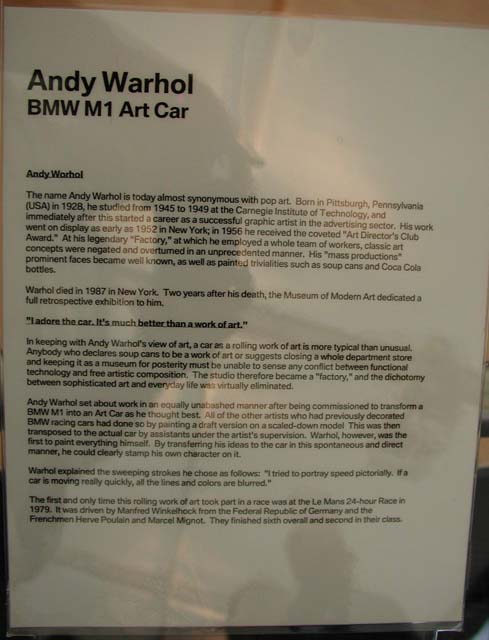 Andy Warhol
BMW M1 Art Car
Andy Worhol
The name Andy Warhol is today almost synonymous with pop art. Born in Pittsburgh, Pennsylvania
(USA) in 1928, he studied from 1945 to 1949 at the Carnegie Institute of Technology, and
immediately after this started a career as a successful graphic artist in the advertising sector. His work
went on display as early as 1952 in New York; in 1956 he received the coveted "Art Director's Club
Award." At his legendary "Factory," at which he employed a whole team of workers, classic art
concepts were negated and overturned in an unprecedented manner. His "mass productions"
prominent faces became well known, as well as painted trivialities such as soup cans and Coca Cola
bottles.
Warhol died in 1987 in New York. Two years after his death, the Museum of Modern Art dedicated a
full retrospective exhibition to him.
"I adore the car. It's much better than a work of art."
In keeping with Andy Warhol's view of art, a car as a rolling work of art is more typical than unusual.
Anybody who declares soup cans to be a work of art or suggests closing a whole department store
and keeping it as a museum for posterity must be unable to sense any conflict between functional
technology and free artistic composition. The studio therefore became a "factory," and the dichotomy
between sophisticated art and everyday life was virtually eliminated.
Andy Warhol set about work in an equally unabashed manner after being commissioned to transform a
BMW M1 into an Art Car as he thought best. All of the other artists who had previously decorated
BMW racing cars had done so by painting a draft version on a scaled-down model This was then
transposed to the actual car by assistants under the artist's supervision. Warhol, however, was the
first to paint everything himself. By transferring his ideas to the car in this spontaneous and direct
manner, he could clearly stamp his own character on it.
Warhol explained the sweeping strokes he chose as follows: "I tried to portray speed pictorially. If a
car is moving really quickly, all the lines and colors are blurred."
The first and only time this rolling work of art took part in a race was at the Le Mans 24-hour Race in
1979. It was driven by Manfred Winkelhock from the Federal Republic of Germany and the
Frenchmen Herve Poulain and Marcel Mignot. They finished sixth overall and second in their class.